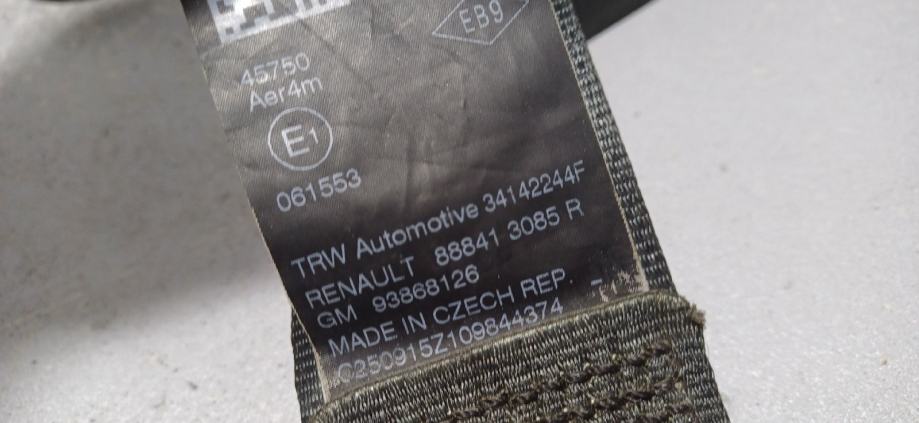 EB9
45750
Aer4m
E1
061553
TRW Automotive 34142244F
RENAULT 88841 3085 R
GM 93868126
MADE IN CZECH REP.
C250915Z109844374